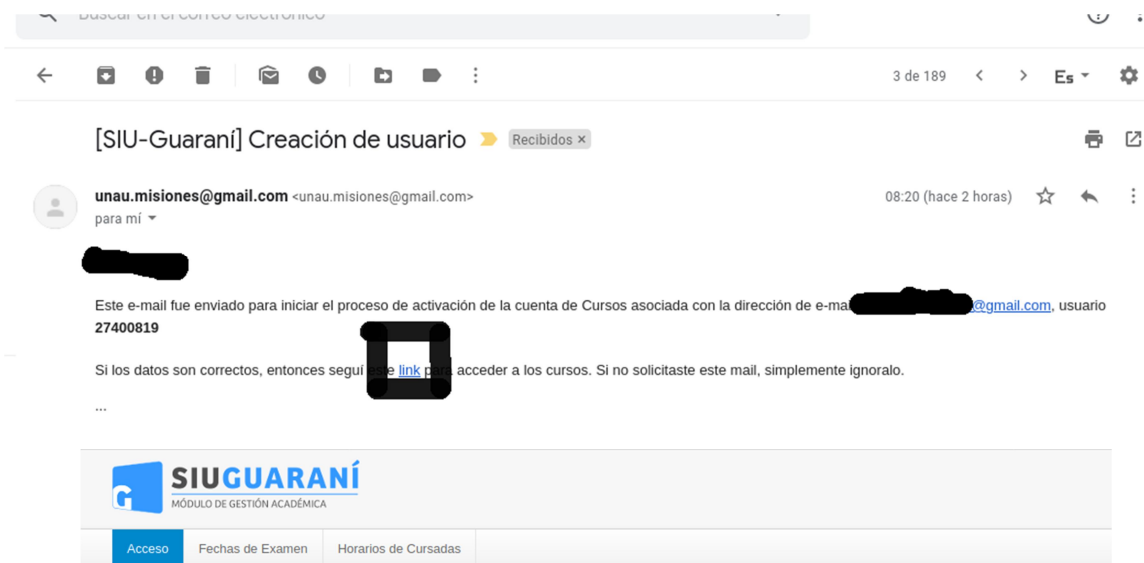 Buscar en el correo electrónico
3 de 189
Es
[SIU-Guaraní] Creación de usuario
Recibidos ×
unau.misiones@gmail.com <unau.misiones@gmail.com>
08:20 (hace 2 horas)
para mí
Este e-mail fue enviado para iniciar el proceso de activación de la cuenta de Cursos asociada con la dirección de e-mai @gmail.com, usuario
27400819
Si los datos son correctos, entonces seguí este link para acceder a los cursos. Si no solicitaste este mail, simplemente ignoralo.
...
G
SIUGUARANÍ
MÓDULO DE GESTIÓN ACADÉMICA
Acceso
Fechas de Examen
Horarios de Cursadas